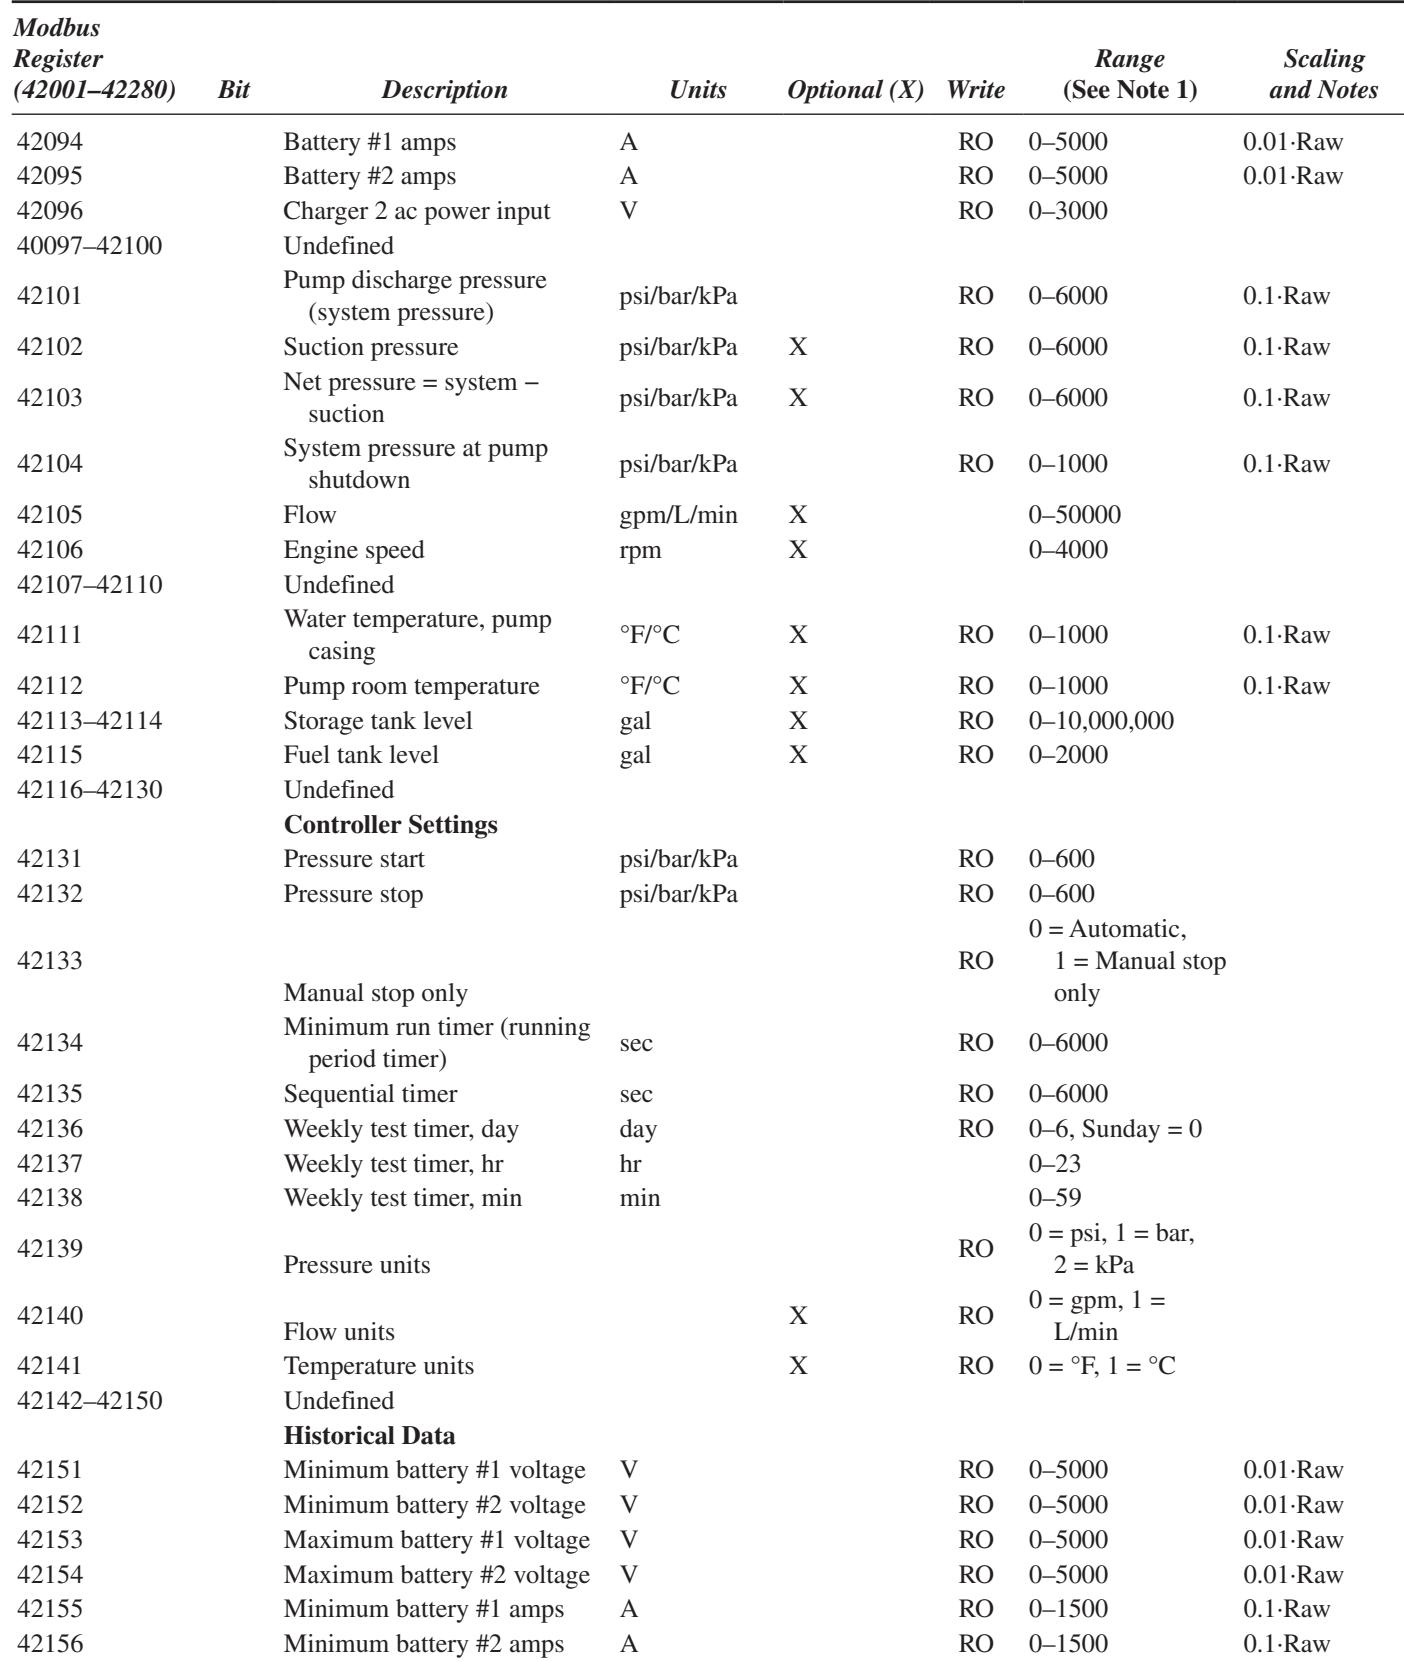 Modbus
Register
(42001–42280) Bit Description Units Optional (X) Write Range (See Note 1) Scaling and Notes
42094 Battery #1 amps A RO 0–5000 0.01·Raw
42095 Battery #2 amps A RO 0–5000 0.01·Raw
42096 Charger 2 ac power input V RO 0–3000
40097–42100 Undefined
42101 Pump discharge pressure
(system pressure) psi/bar/kPa RO 0–6000 0.1·Raw
42102 Suction pressure psi/bar/kPa X RO 0–6000 0.1·Raw
42103 Net pressure = system −
suction psi/bar/kPa X RO 0–6000 0.1·Raw
42104 System pressure at pump
shutdown psi/bar/kPa RO 0–1000 0.1·Raw
42105 Flow gpm/L/min X 0–50000
42106 Engine speed rpm X 0–4000
42107–42110 Undefined
42111 Water temperature, pump
casing °F/°C X RO 0–1000 0.1·Raw
42112 Pump room temperature °F/°C X RO 0–1000 0.1·Raw
42113–42114 Storage tank level gal X RO 0–10,000,000
42115 Fuel tank level gal X RO 0–2000
42116–42130 Undefined
Controller Settings
42131 Pressure start psi/bar/kPa RO 0–600
42132 Pressure stop psi/bar/kPa RO 0–600
42133 Manual stop only RO 0 = Automatic,
1 = Manual stop
only
42134 Minimum run timer (running
period timer) sec RO 0–6000
42135 Sequential timer sec RO 0–6000
42136 Weekly test timer, day day RO 0–6, Sunday = 0
42137 Weekly test timer, hr hr 0–23
42138 Weekly test timer, min min 0–59
42139 Pressure units RO 0 = psi, 1 = bar,
2 = kPa
42140 Flow units X RO 0 = gpm, 1 =
L/min
42141 Temperature units X RO 0 = °F, 1 = °C
42142–42150 Undefined
Historical Data
42151 Minimum battery #1 voltage V RO 0–5000 0.01·Raw
42152 Minimum battery #2 voltage V RO 0–5000 0.01·Raw
42153 Maximum battery #1 voltage V RO 0–5000 0.01·Raw
42154 Maximum battery #2 voltage V RO 0–5000 0.01·Raw
42155 Minimum battery #1 amps A RO 0–1500 0.1·Raw
42156 Minimum battery #2 amps A RO 0–1500 0.1·Raw